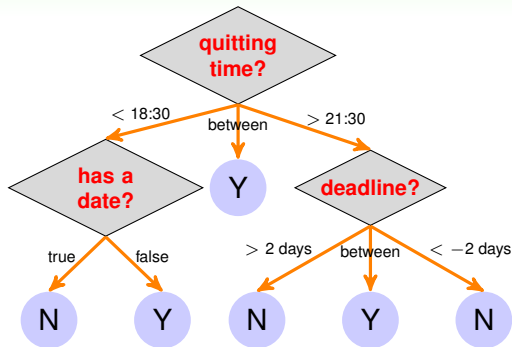 quitting
time?
< 18:30
between
> 21:30
has a
date?
Y
deadline?
true
false
> 2 days
between
< −2 days
N
Y
N
Y
N